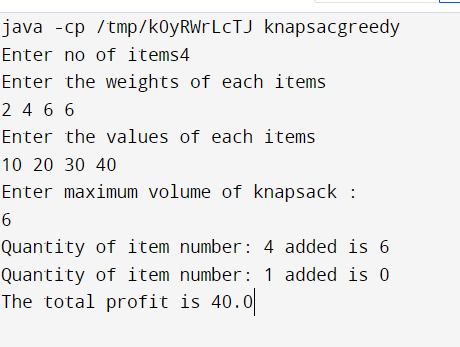 java -cp /tmp/kOyRWrLcTJ knapsacgreedy
Enter no of items4
Enter the weights of each items
2 4 6 6
Enter the values of each items
10 20 30 40
Enter maximum volume of knapsack :
6
Quantity of item number: 4 added is 6
Quantity of item number: 1 added is 0
The total profit is 40.0